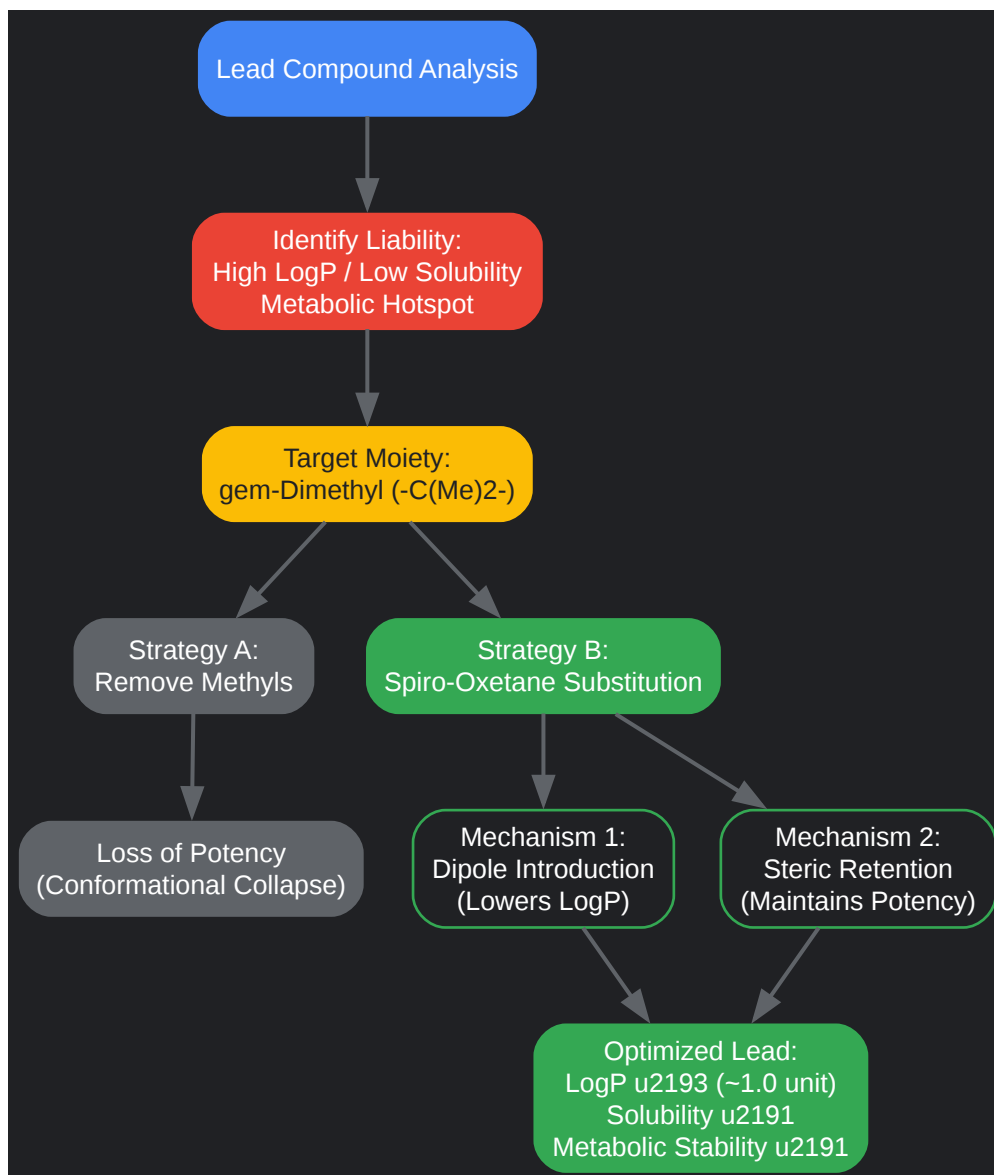 Lead Compound Analysis
Identify Liability:
High LogP / Low Solubility
Metabolic Hotspot
Target Moiety:
gem-Dimethyl (-C(Me)2-)
Strategy A:
Remove Methyls
Strategy B:
Spiro-Oxetane Substitution
Loss of Potency
(Conformational Collapse)
Mechanism 1:
Dipole Introduction
(Lowers LogP)
Mechanism 2:
Steric Retention
(Maintains Potency)
Optimized Lead:
LogP u2193 (~1.0 unit)
Solubility u2191
Metabolic Stability u2191